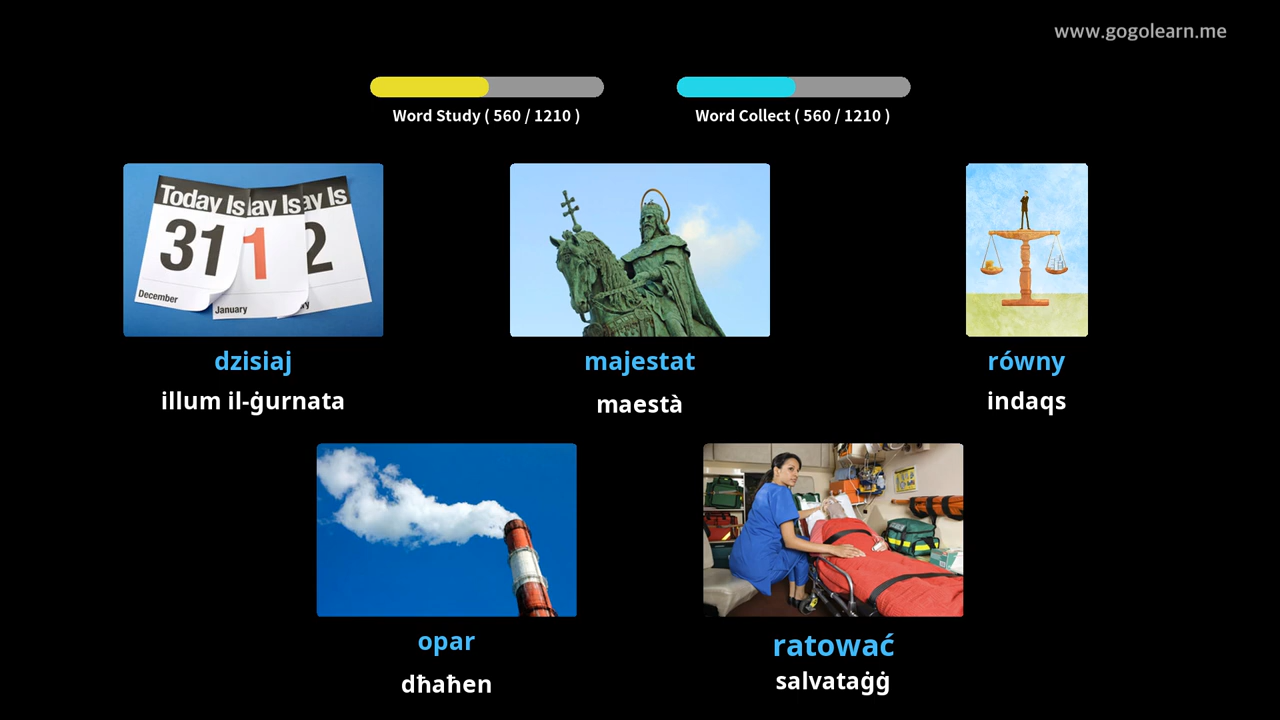 www.gogolearn.me
Word Study ( 560 / 1210 )
Word Collect ( 560 / 1210 )
Today Is
ay Is
ay Is
31
1
2
December
January
dzisiaj
illum il-ġurnata
majestat
maestà
równy
indaqs
opar
dħaħen
ratować
salvataġġ